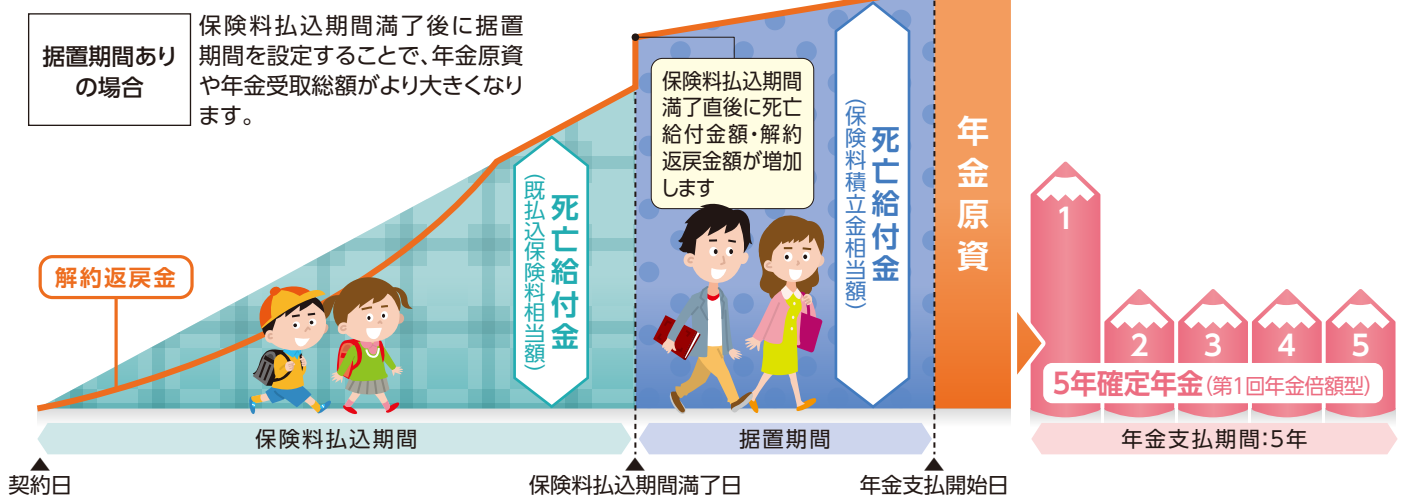 据置期間あり
の場合
保険料払込期間満了後に据置
期間を設定することで、年金原資
や年金受取総額がより大きくなり
ます。
解約返戻金
死亡給付金
(既払込保険料相当額)
保険料払込期間
満了直後に死亡
給付金額・解約
返戻金額が増加
します
死亡給付金
(保険料積立金相当額)
年金原資
1
2
3
4
5
5年確定年金(第1回年金倍額型)
保険料払込期間
据置期間
年金支払期間:5年
契約日
保険料払込期間満了日
年金支払開始日